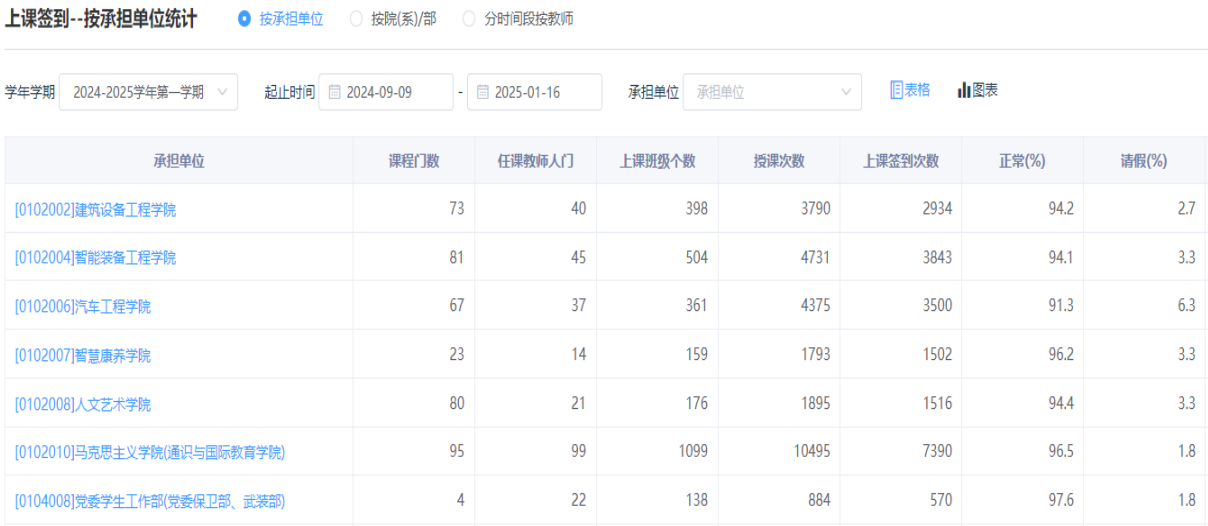 上课签到--按承担单位统计 按承担单位 按院(系)/部 分时间段按教师
学年学期 2024-2025学年第一学期 起止时间 2024-09-09 - 2025-01-16 承担单位 承担单位 表格 图表
承担单位 课程门数 任课教师人门 上课班级个数 授课次数 上课签到次数 正常(%) 请假(%)
[0102002]建筑设备工程学院 73 40 398 3790 2934 94.2 2.7
[0102004]智能装备工程学院 81 45 504 4731 3843 94.1 3.3
[0102006]汽车工程学院 67 37 361 4375 3500 91.3 6.3
[0102007]智慧康养学院 23 14 159 1793 1502 96.2 3.3
[0102008]人文艺术学院 80 21 176 1895 1516 94.4 3.3
[0102010]马克思主义学院(通识与国际教育学院) 95 99 1099 10495 7390 96.5 1.8
[0104008]党委学生工作部(党委保卫部、武装部) 4 22 138 884 570 97.6 1.8